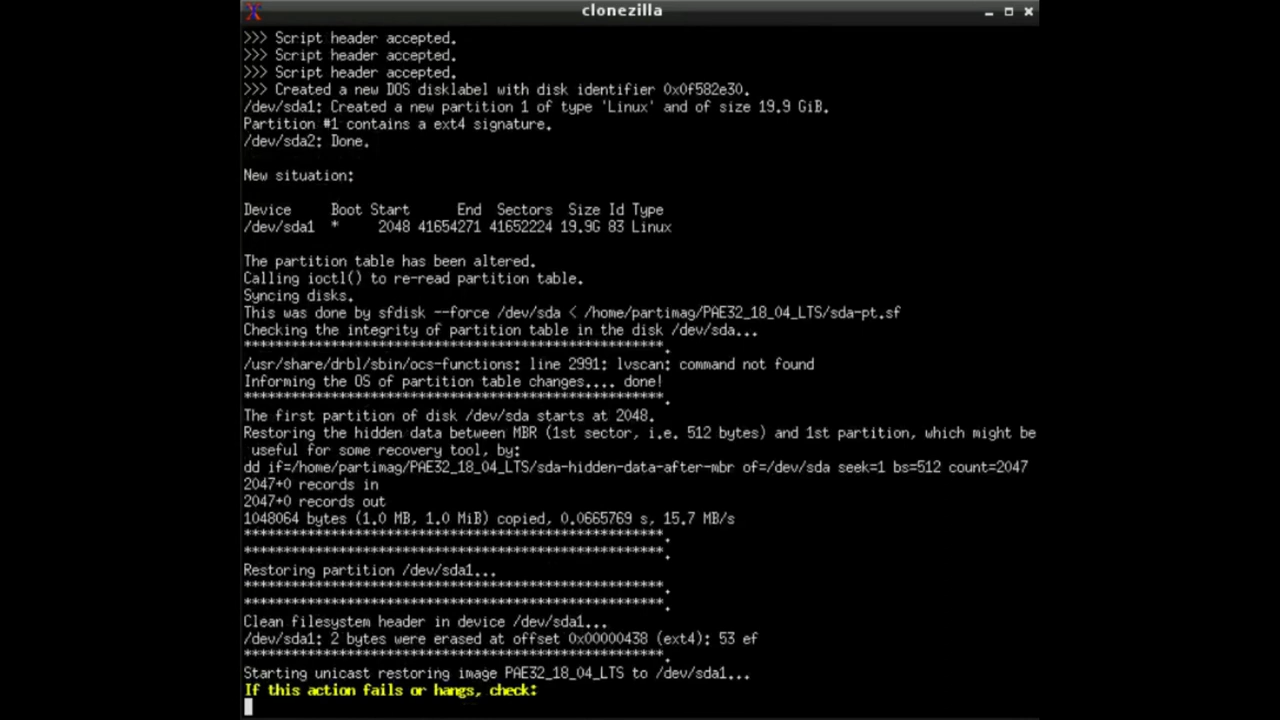 clonezilla
>>> Script header accepted.
>>> Script header accepted.
>>> Script header accepted.
>>> Created a new DOS disklabel with disk identifier 0x0f582e30.
/dev/sda1: Created a new partition 1 of type 'Linux' and of size 19.9 GiB.
Partition #1 contains a ext4 signature.
/dev/sda2: Done.
New situation:
Device     Boot Start      End  Sectors  Size Id Type
/dev/sda1  *     2048 41654271 41652224 19.9G 83 Linux
The partition table has been altered.
Calling ioctl() to re-read partition table.
Syncing disks.
This was done by sfdisk --force /dev/sda < /home/partimag/PAE32_18_04_LTS/sda-pt.sf
Checking the integrity of partition table in the disk /dev/sda...
*****************************************************.
/usr/share/drbl/sbin/ocs-functions: line 2991: lvscan: command not found
Informing the OS of partition table changes.... done!
*****************************************************.
The first partition of disk /dev/sda starts at 2048.
Restoring the hidden data between MBR (1st sector, i.e. 512 bytes) and 1st partition, which might be
useful for some recovery tool, by:
dd if=/home/partimag/PAE32_18_04_LTS/sda-hidden-data-after-mbr of=/dev/sda seek=1 bs=512 count=2047
2047+0 records in
2047+0 records out
1048064 bytes (1.0 MB, 1.0 MiB) copied, 0.0665769 s, 15.7 MB/s
*****************************************************.
*****************************************************.
Restoring partition /dev/sda1...
*****************************************************.
*****************************************************.
Clean filesystem header in device /dev/sda1...
/dev/sda1: 2 bytes were erased at offset 0x00000438 (ext4): 53 ef
*****************************************************.
Starting unicast restoring image PAE32_18_04_LTS to /dev/sda1...
If this action fails or hangs, check: